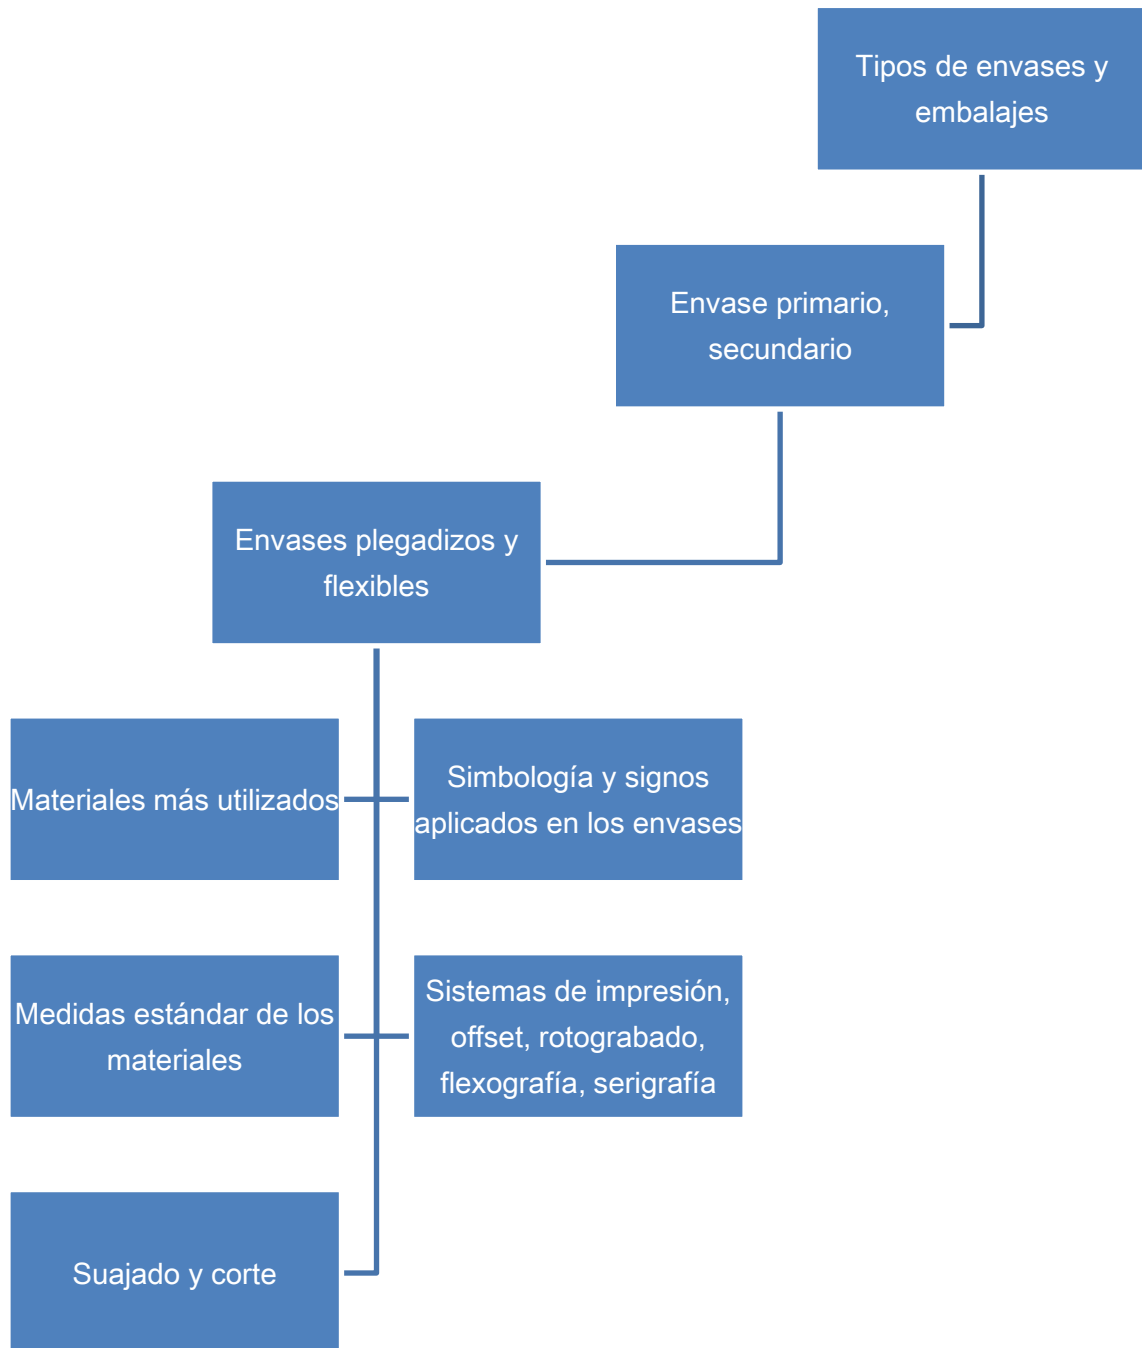 Tipos de envases y
embalajes
Envase primario,
secundario
Envases plegadizos y
flexibles
Materiales más utilizados
Simbología y signos
aplicados en los envases
Medidas estándar de los
materiales
Sistemas de impresión,
offset, rotograbado,
flexografía, serigrafía
Suajado y corte